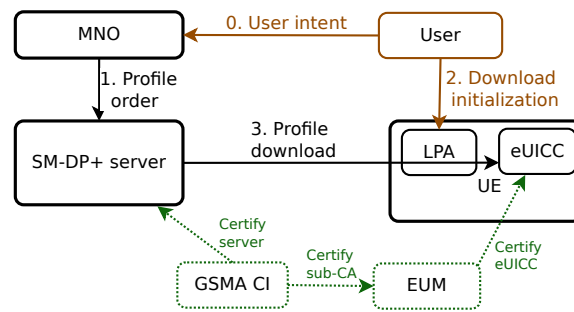 MNO
0. User intent
User
1. Profile
order
2. Download
initialization
SM-DP+ server
3. Profile
download
LPA
eUICC
UE
Certify
server
Certify
sub-CA
Certify
eUICC
GSMA CI
EUM